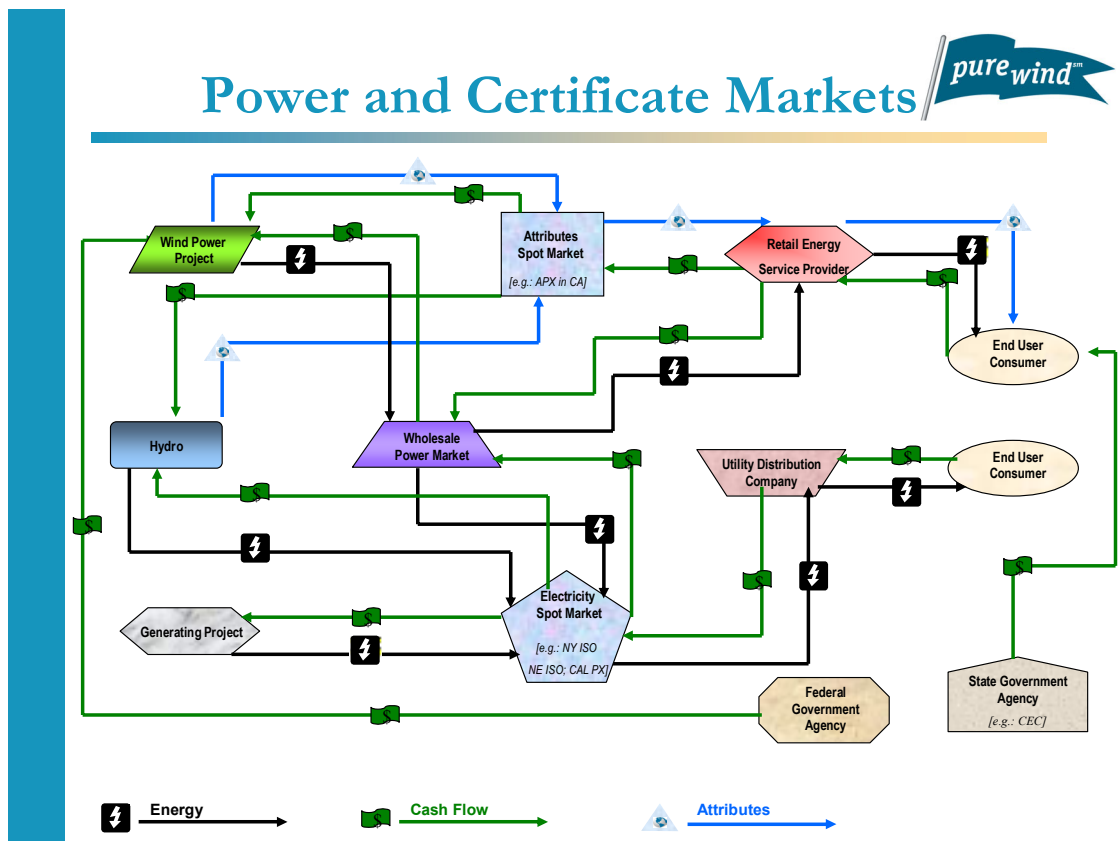 Power and Certificate Markets
pure wind℠
Wind Power
Project
Attributes
Spot Market
[e.g.: APX in CA]
Retail Energy
Service Provider
End User
Consumer
Hydro
Wholesale
Power Market
Utility Distribution
Company
End User
Consumer
Generating Project
Electricity
Spot Market
[e.g.: NY ISO
NE ISO; CAL PX]
Federal
Government
Agency
State Government
Agency
[e.g.: CEC]
Energy
Cash Flow
Attributes